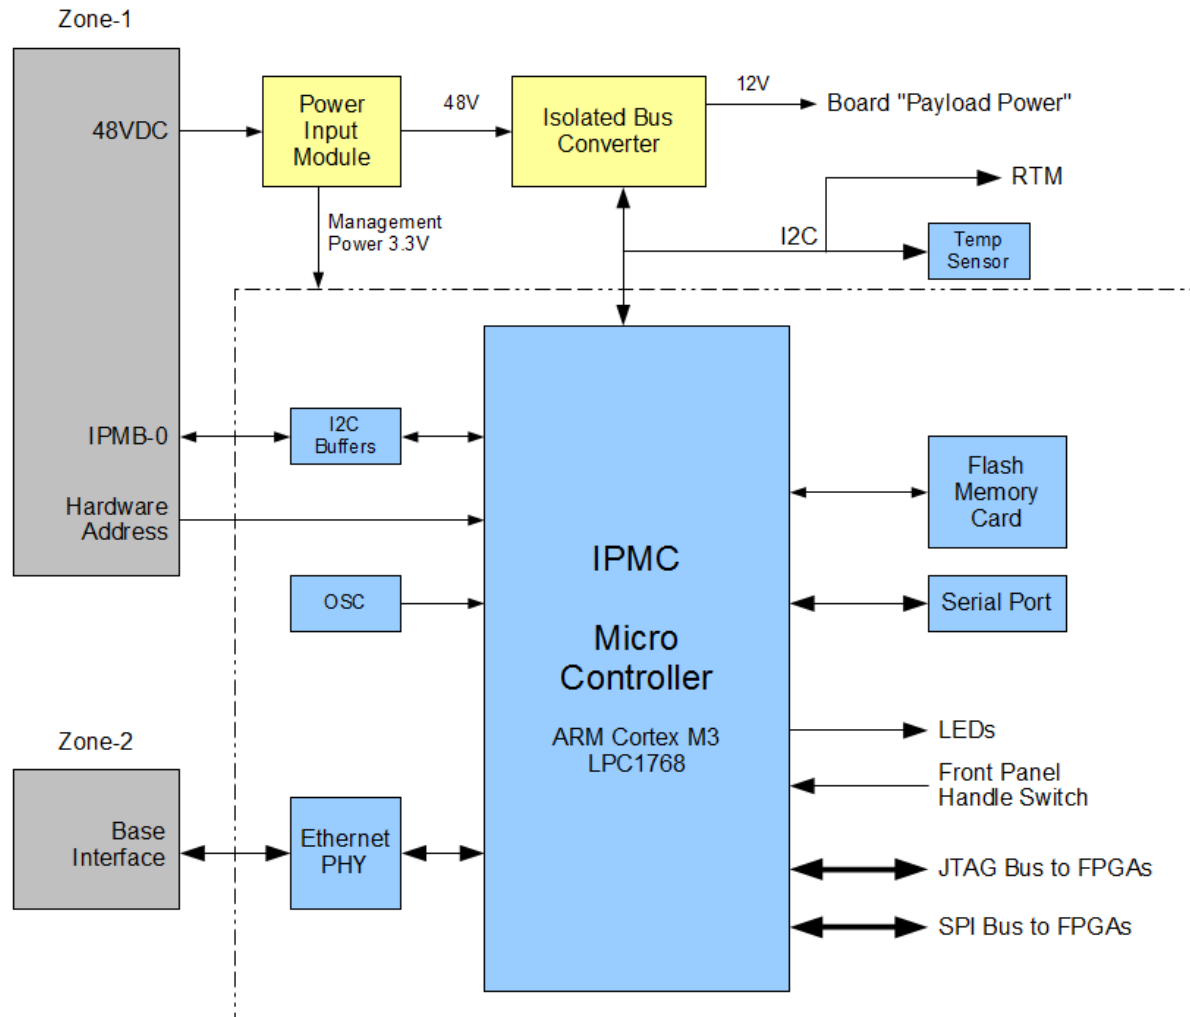 Zone-1
48VDC
Power
Input
Module
48V
Isolated Bus
Converter
12V
Board "Payload Power"
RTM
Management
Power 3.3V
I2C
Temp
Sensor
IPMB-0
I2C
Buffers
Hardware
Address
OSC
IPMC
Micro
Controller
ARM Cortex M3
LPC1768
Flash
Memory
Card
Serial Port
LEDs
Front Panel
Handle Switch
JTAG Bus to FPGAs
SPI Bus to FPGAs
Zone-2
Base
Interface
Ethernet
PHY